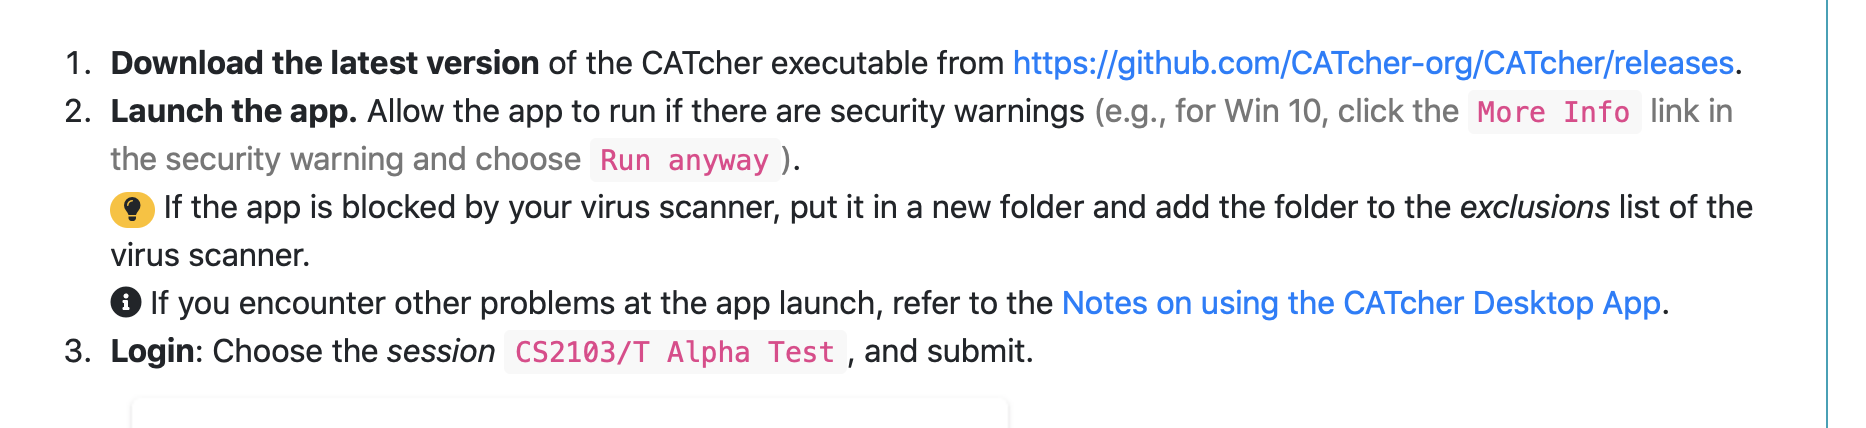 1. Download the latest version of the CATcher executable from https://github.com/CATcher-org/CATcher/releases.
2. Launch the app. Allow the app to run if there are security warnings (e.g., for Win 10, click the More Info link in
the security warning and choose Run anyway ).
If the app is blocked by your virus scanner, put it in a new folder and add the folder to the exclusions list of the
virus scanner.
If you encounter other problems at the app launch, refer to the Notes on using the CATcher Desktop App.
3. Login: Choose the session CS2103/T Alpha Test , and submit.